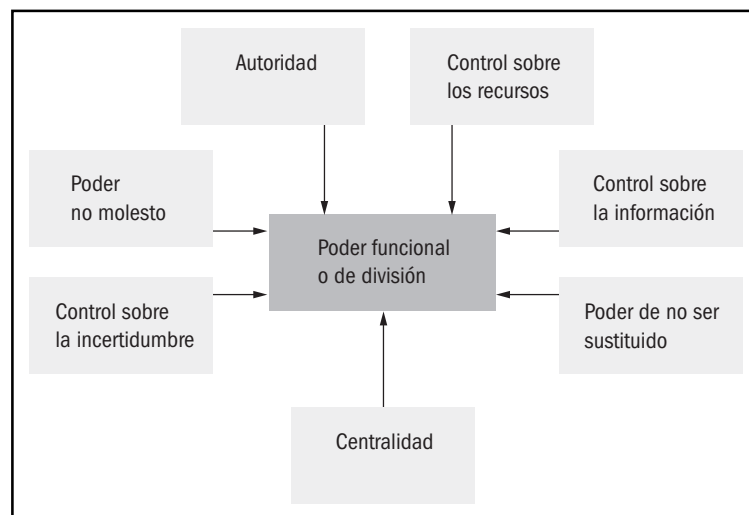 Autoridad
Control sobre
los recursos
Poder
no molesto
Control sobre
la información
Poder funcional
o de división
Control sobre
la incertidumbre
Poder de no ser
sustituido
Centralidad